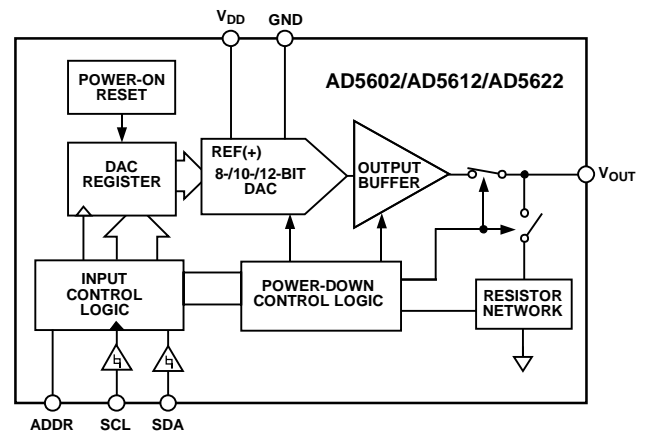 VDD GND
AD5602/AD5612/AD5622
POWER-ON
RESET
REF(+)
8-/10-/12-BIT
DAC
DAC
REGISTER
OUTPUT
BUFFER
VOUT
INPUT
CONTROL
LOGIC
POWER-DOWN
CONTROL LOGIC
RESISTOR
NETWORK
ADDR SCL SDA